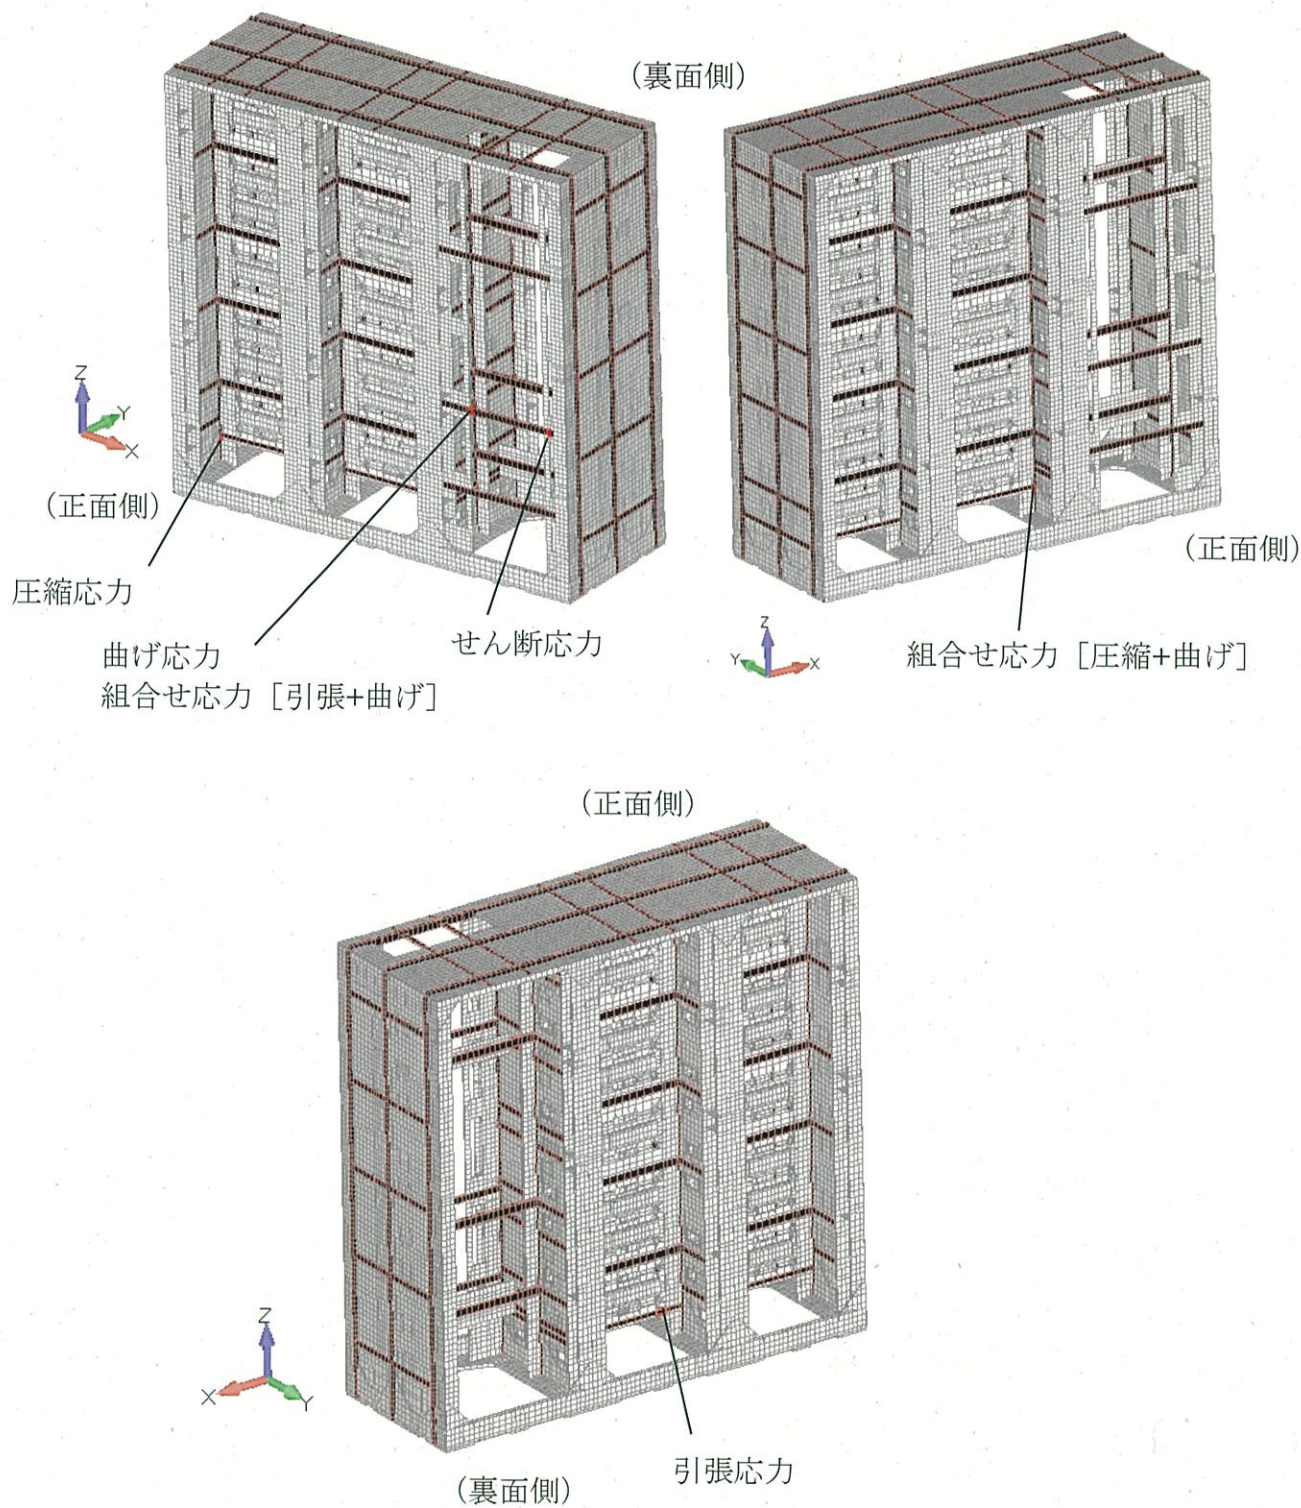 (裏面側)
Z
Y
X
(正面側)
圧縮応力
曲げ応力
組合せ応力[引張+曲げ]
せん断応力
(正面側)
Z
Y
X
組合せ応力[圧縮+曲げ]
(正面側)
Z
X
Y
(裏面側)
引張応力